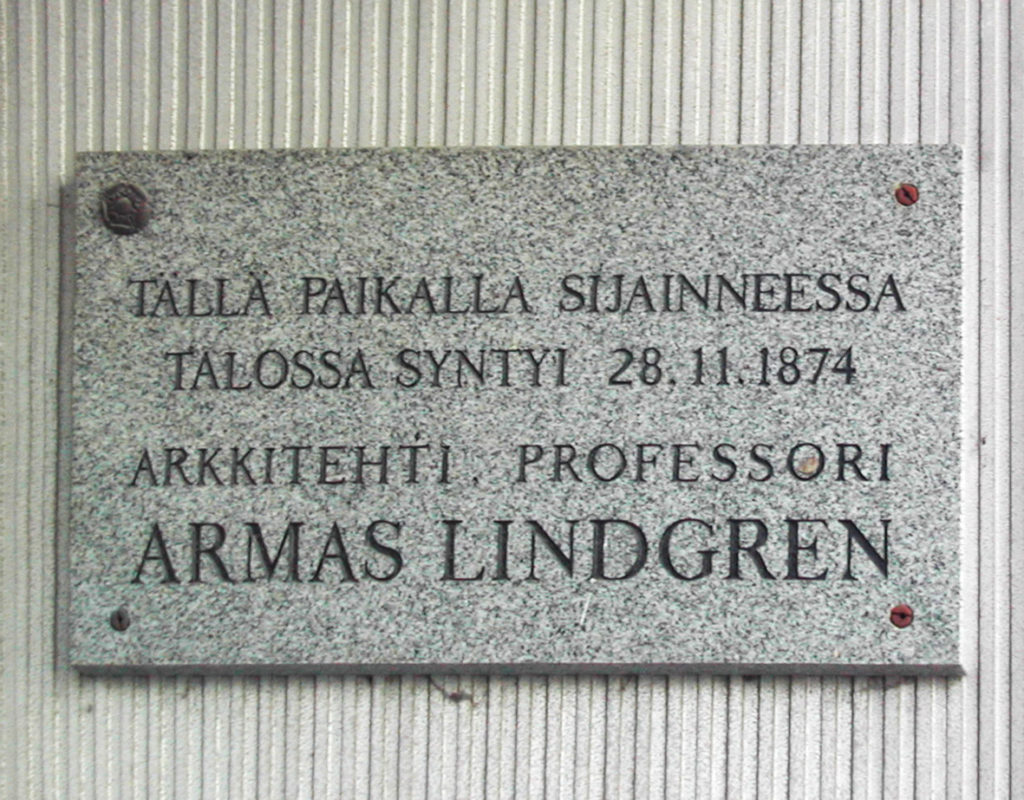 TÄLLÄ PAIKALLA SIJAINNEESSA
TALOSSA SYNTYI 28.11.1874
ARKKITEHTI, PROFESSORI
ARMAS LINDGREN